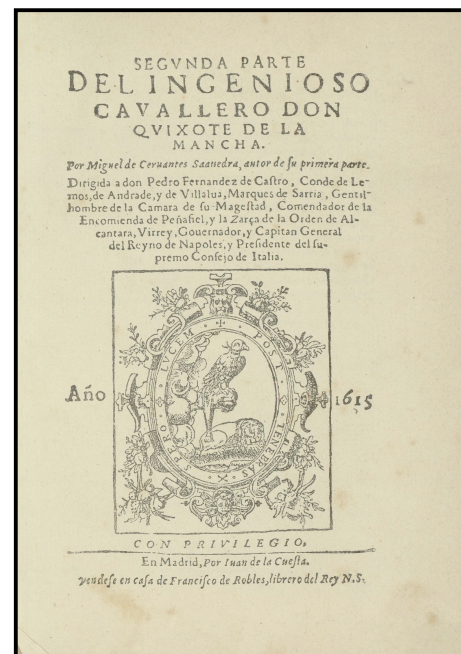 SEGVNDA PARTE
DEL INGENIOSO
CAVALLERO DON
QVIXOTE DE LA
MANCHA.
Por Miguel de Ceruantes Saauedra, autor de ſu primera parte.
Dirigida a don Pedro Fernandez de Caſtro, Conde de Le-
mos, de Andrade, y de Villalua, Marques de Sarria, Gentil-
hombre de la Camara de ſu Mageſtad, Comendador de la
Encomienda de Peñafiel, y la Zarça de la Orden de Al-
cantara, Virrey, Gouernador, y Capitan General
del Reyno de Napoles, y Preſidente del ſu-
premo Conſejo de Italia.
SPERO LVCEM POST TENEBRAS
Año 1615
CON PRIVILEGIO,
En Madrid, Por Iuan de la Cueſta.
vendeſe en caſa de Franciſco de Robles, librero del Rey N.S.